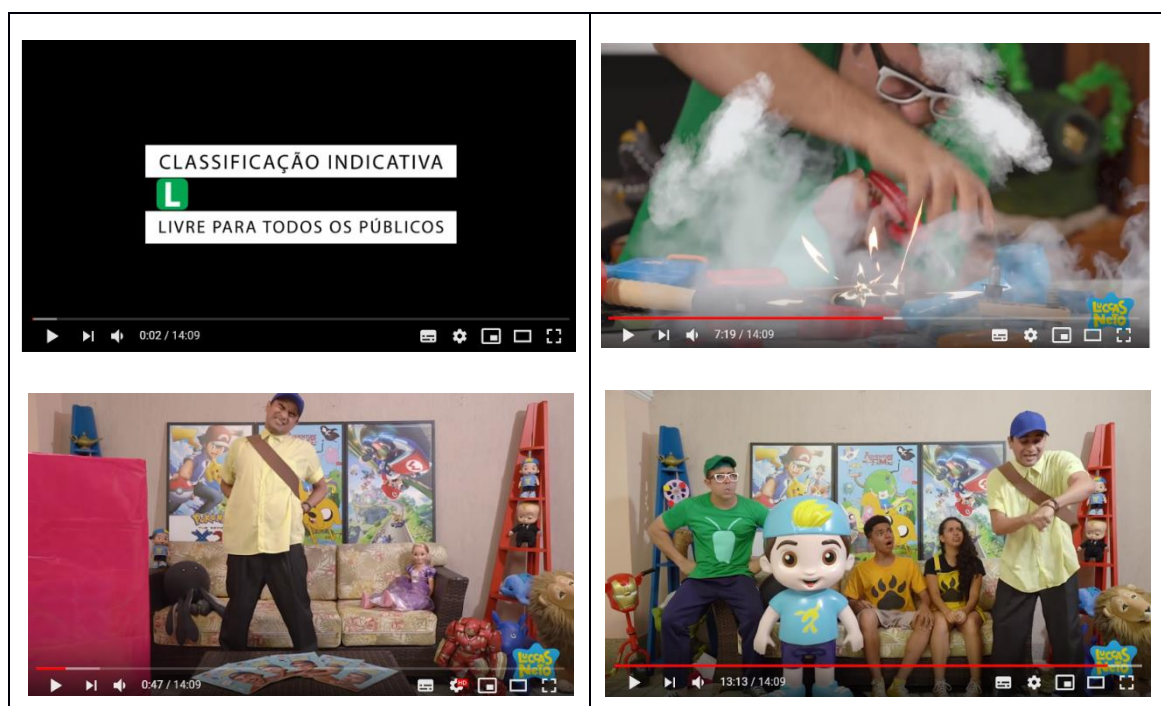 CLASSIFICAÇÃO INDICATIVA
L
LIVRE PARA TODOS OS PÚBLICOS
0:02 / 14:09
LUCCAS NETO
7:19 / 14:09
LUCCAS NETO
0:47 / 14:09
HD
LUCCAS NETO
13:13 / 14:09